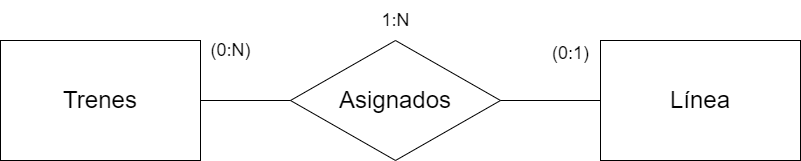 1:N
(0:N)
(0:1)
Trenes
Asignados
Línea